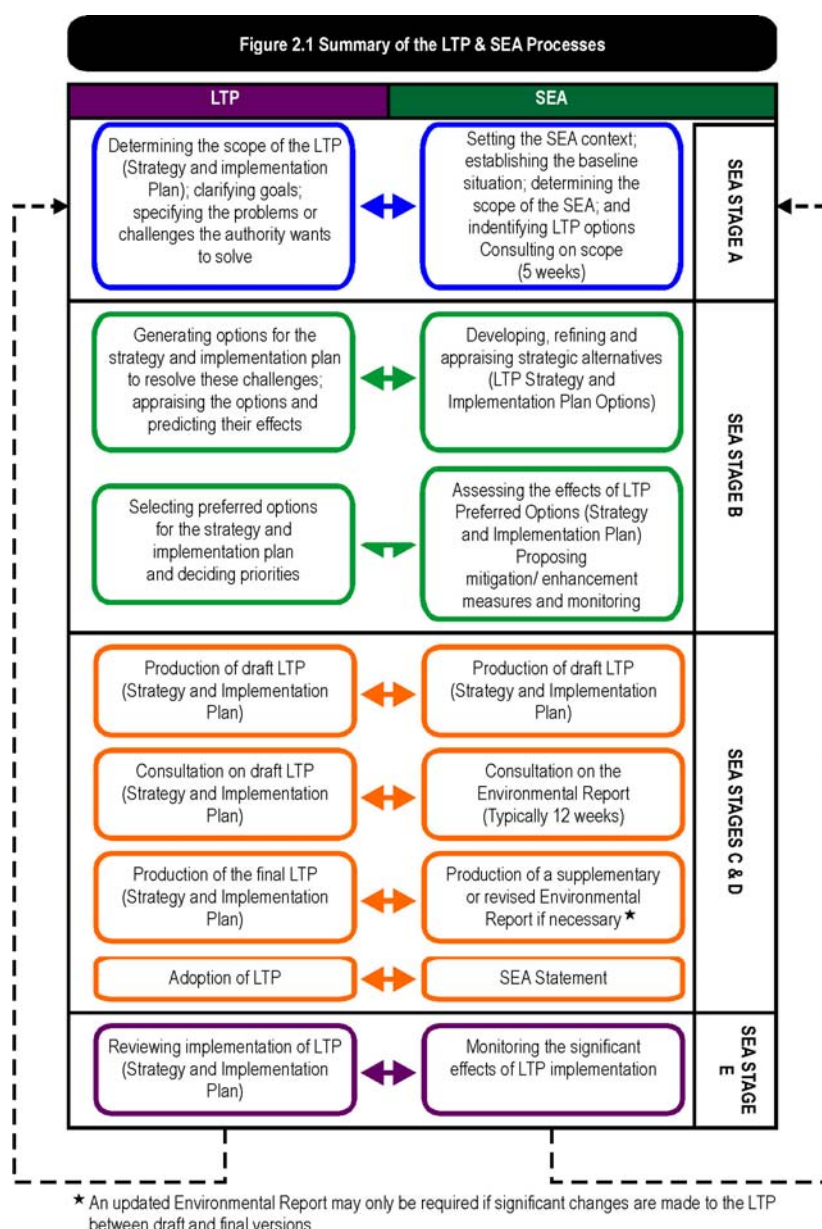 Figure 2.1 Summary of the LTP & SEA Processes
LTP
SEA
Determining the scope of the LTP
(Strategy and implementation
Plan); clarifying goals;
specifying the problems or
challenges the authority wants
to solve
Setting the SEA context;
establishing the baseline
situation; determining the
scope of the SEA; and
indentifying LTP options
Consulting on scope
(5 weeks)
SEA STAGE A
Generating options for the
strategy and implementation plan
to resolve these challenges;
appraising the options and
predicting their effects
Developing, refining and
appraising strategic alternatives
(LTP Strategy and
Implementation Plan Options)
Selecting preferred options
for the strategy and
implementation plan
and deciding priorities
Assessing the effects of LTP
Preferred Options (Strategy
and Implementation Plan)
Proposing
mitigation/ enhancement
measures and monitoring
SEA STAGE B
Production of draft LTP
(Strategy and Implementation
Plan)
Production of draft LTP
(Strategy and Implementation
Plan)
Consultation on draft LTP
(Strategy and Implementation
Plan)
Consultation on the
Environmental Report
(Typically 12 weeks)
Production of the final LTP
(Strategy and Implementation
Plan)
Production of a supplementary
or revised Environmental
Report if necessary ★
Adoption of LTP
SEA Statement
SEA STAGES C & D
Reviewing implementation of LTP
(Strategy and Implementation
Plan)
Monitoring the significant
effects of LTP implementation
SEA STAGE
E
★ An updated Environmental Report may only be required if significant changes are made to the LTP
between draft and final versions